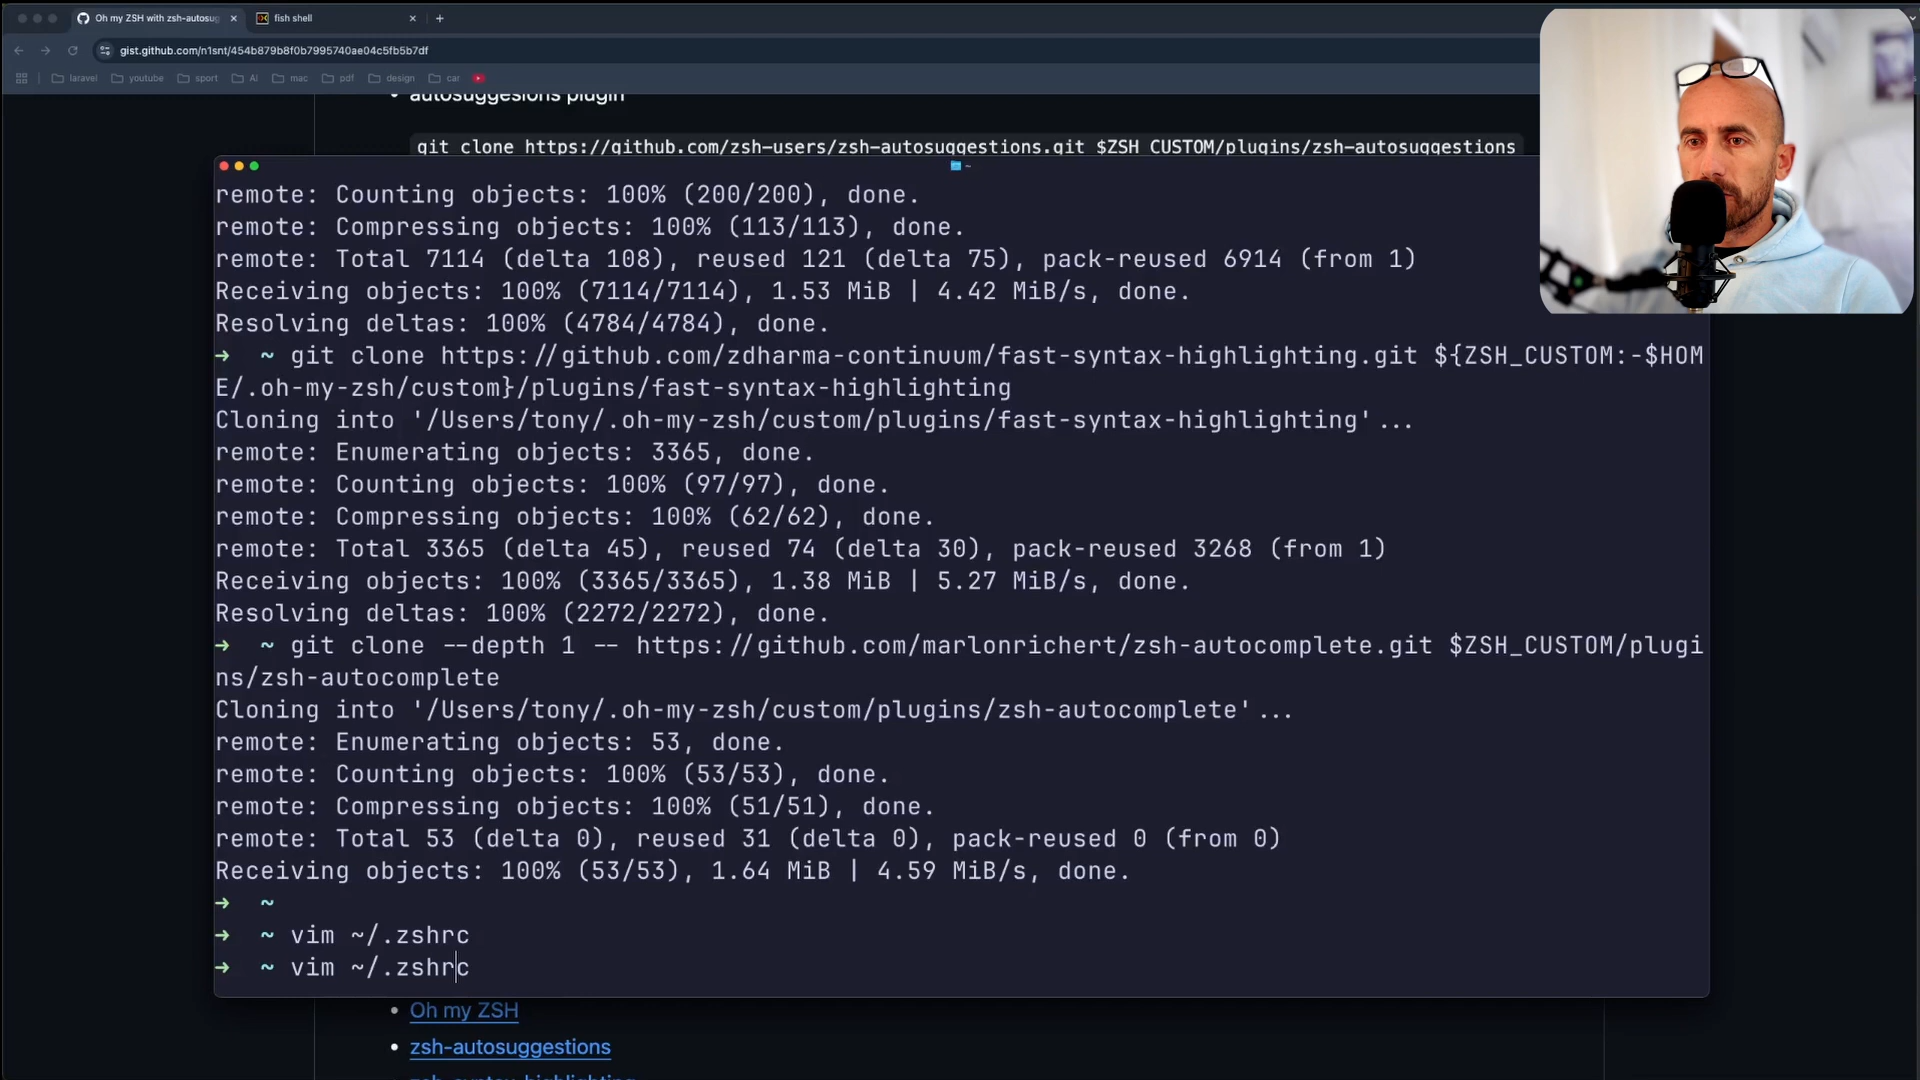 Oh my ZSH with zsh-autosug
fish shell
gist.github.com/n1snt/454b879b8f0b7995740ae04c5fb5b7df
laravel
youtube
sport
AI
mac
pdf
design
car
autosuggesions plugin
git clone https://github.com/zsh-users/zsh-autosuggestions.git $ZSH_CUSTOM/plugins/zsh-autosuggestions
~
remote: Counting objects: 100% (200/200), done.
remote: Compressing objects: 100% (113/113), done.
remote: Total 7114 (delta 108), reused 121 (delta 75), pack-reused 6914 (from 1)
Receiving objects: 100% (7114/7114), 1.53 MiB | 4.42 MiB/s, done.
Resolving deltas: 100% (4784/4784), done.
→ ~ git clone https://github.com/zdharma-continuum/fast-syntax-highlighting.git ${ZSH_CUSTOM:-$HOM
E/.oh-my-zsh/custom}/plugins/fast-syntax-highlighting
Cloning into '/Users/tony/.oh-my-zsh/custom/plugins/fast-syntax-highlighting'...
remote: Enumerating objects: 3365, done.
remote: Counting objects: 100% (97/97), done.
remote: Compressing objects: 100% (62/62), done.
remote: Total 3365 (delta 45), reused 74 (delta 30), pack-reused 3268 (from 1)
Receiving objects: 100% (3365/3365), 1.38 MiB | 5.27 MiB/s, done.
Resolving deltas: 100% (2272/2272), done.
→ ~ git clone --depth 1 -- https://github.com/marlonrichert/zsh-autocomplete.git $ZSH_CUSTOM/plugi
ns/zsh-autocomplete
Cloning into '/Users/tony/.oh-my-zsh/custom/plugins/zsh-autocomplete'...
remote: Enumerating objects: 53, done.
remote: Counting objects: 100% (53/53), done.
remote: Compressing objects: 100% (51/51), done.
remote: Total 53 (delta 0), reused 31 (delta 0), pack-reused 0 (from 0)
Receiving objects: 100% (53/53), 1.64 MiB | 4.59 MiB/s, done.
→ ~
→ ~ vim ~/.zshrc
→ ~ vim ~/.zshrc
Oh my ZSH
zsh-autosuggestions
zsh-syntax-highlighting